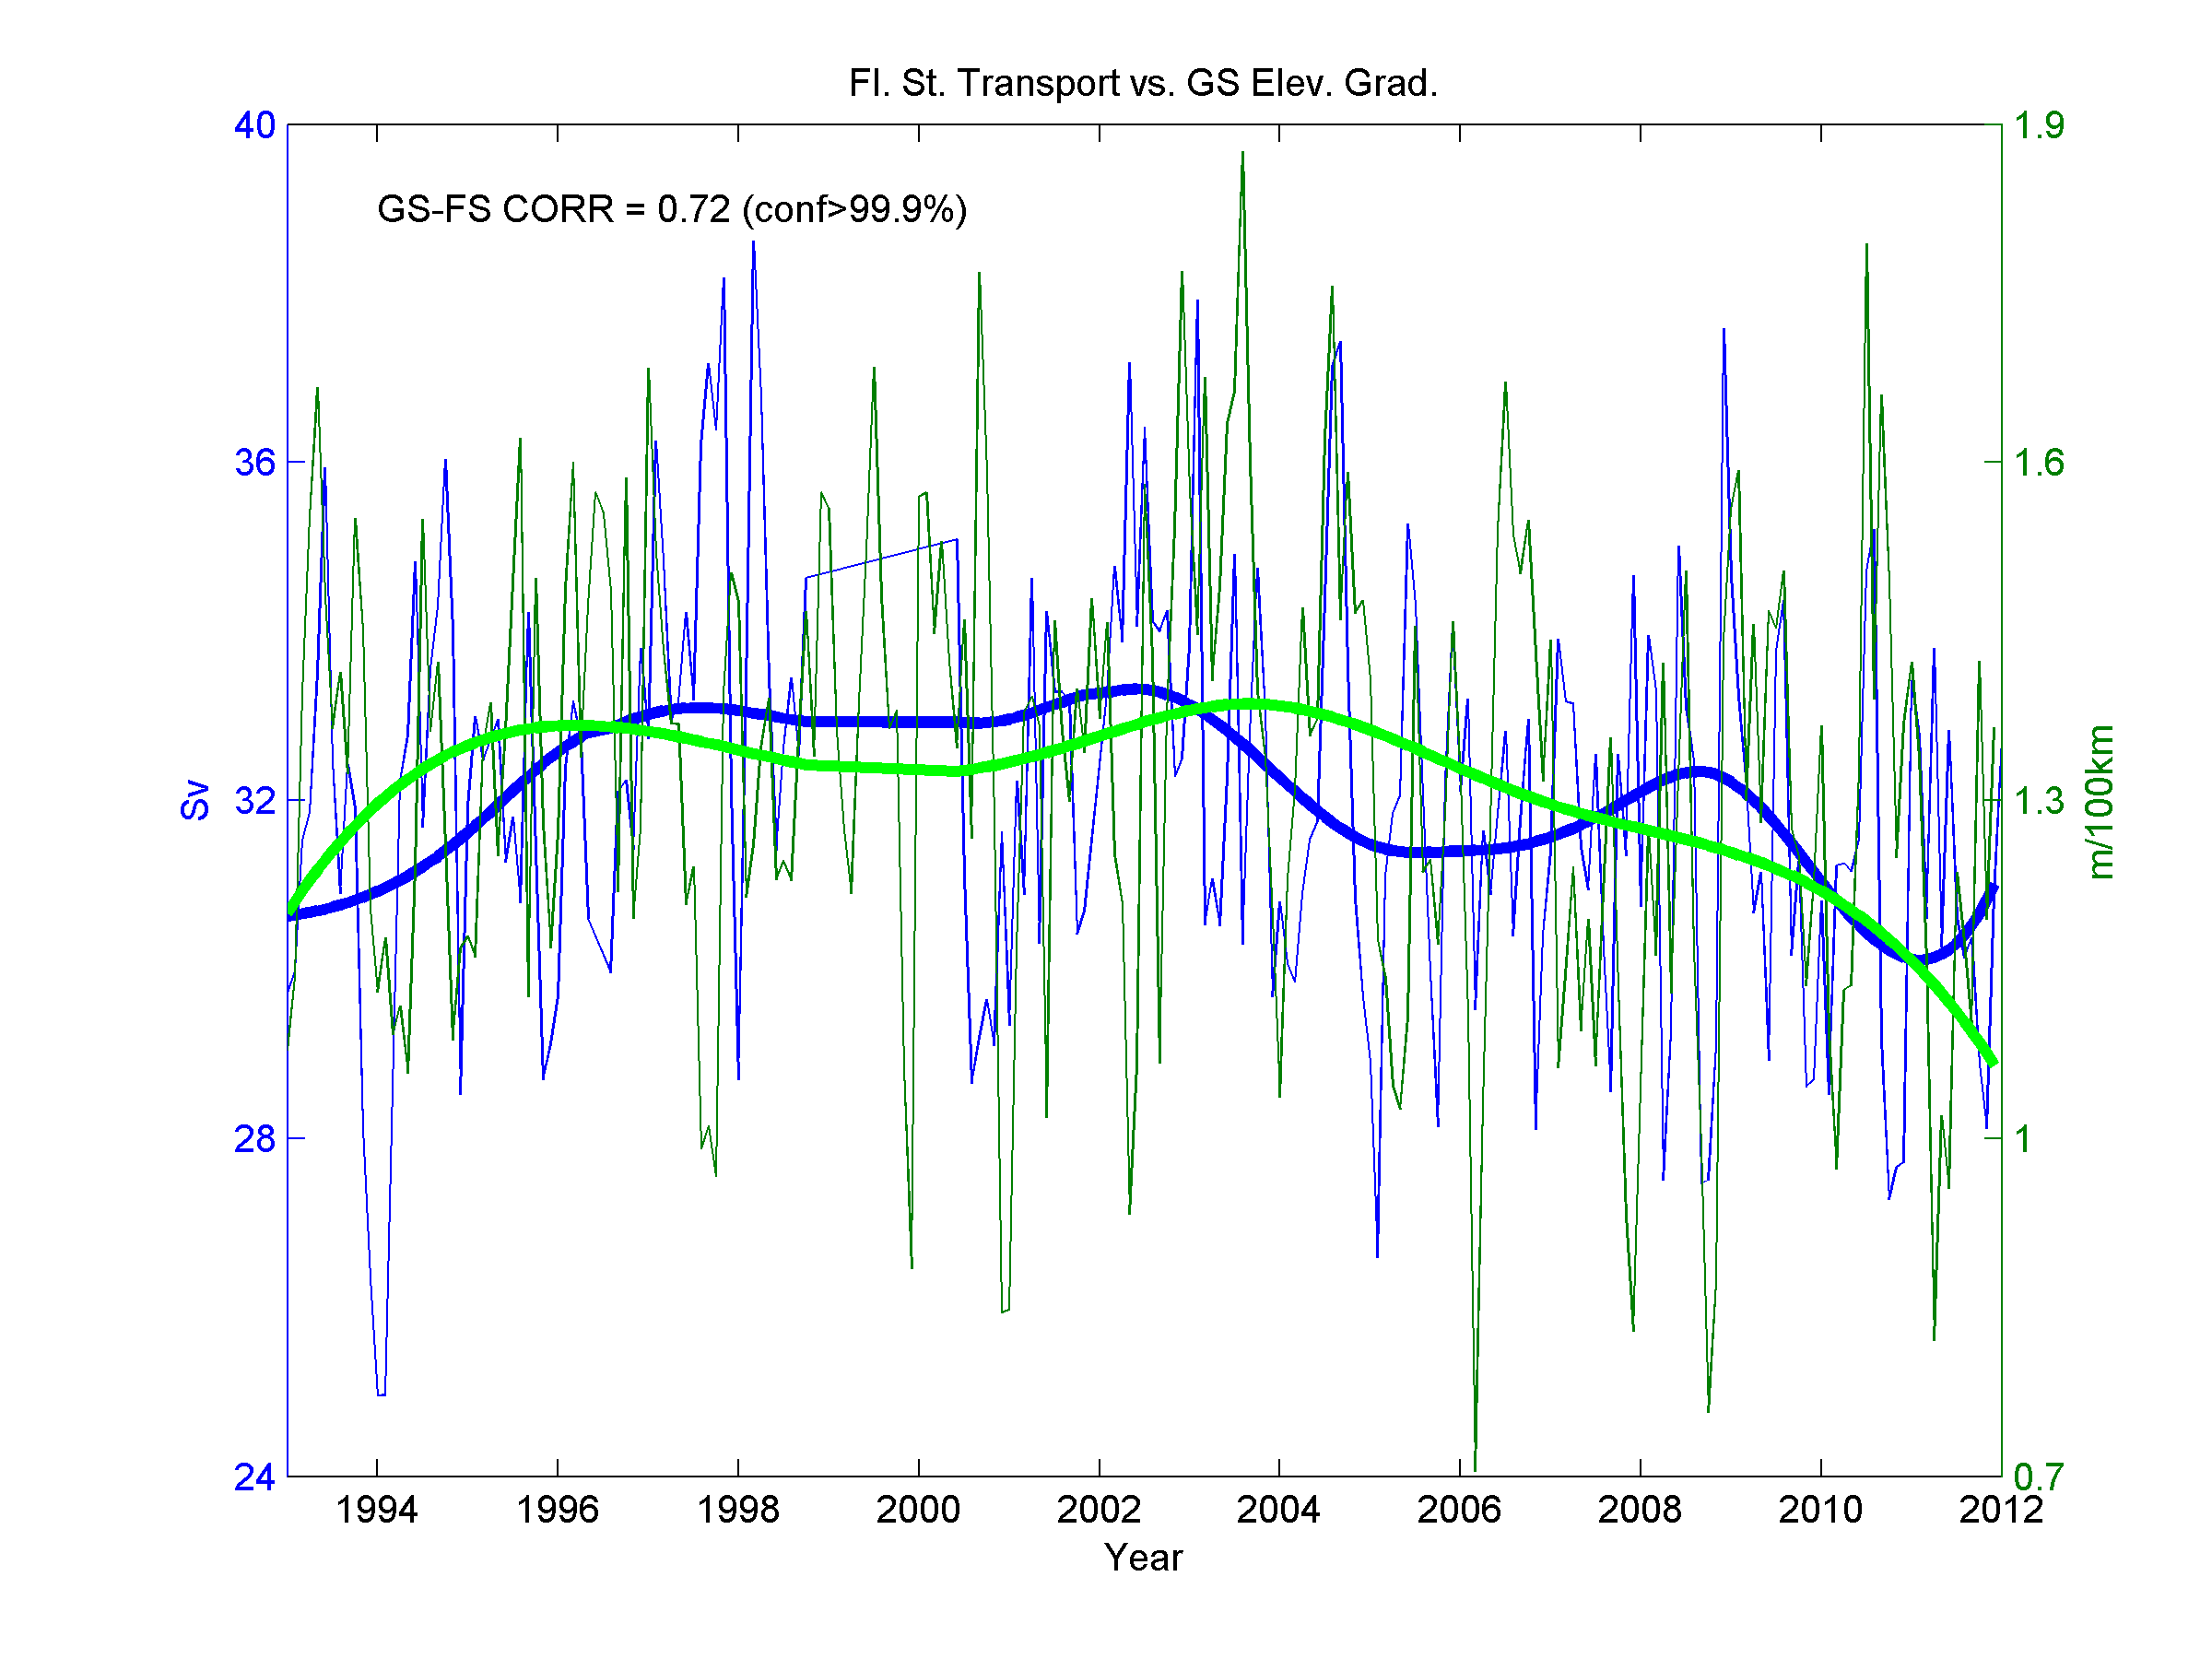 Fl. St. Transport vs. GS Elev. Grad.
GS-FS CORR = 0.72 (conf>99.9%)
40
36
32
28
24
Sv
1.9
1.6
1.3
1
0.7
m/100km
1994 1996 1998 2000 2002 2004 2006 2008 2010 2012
Year